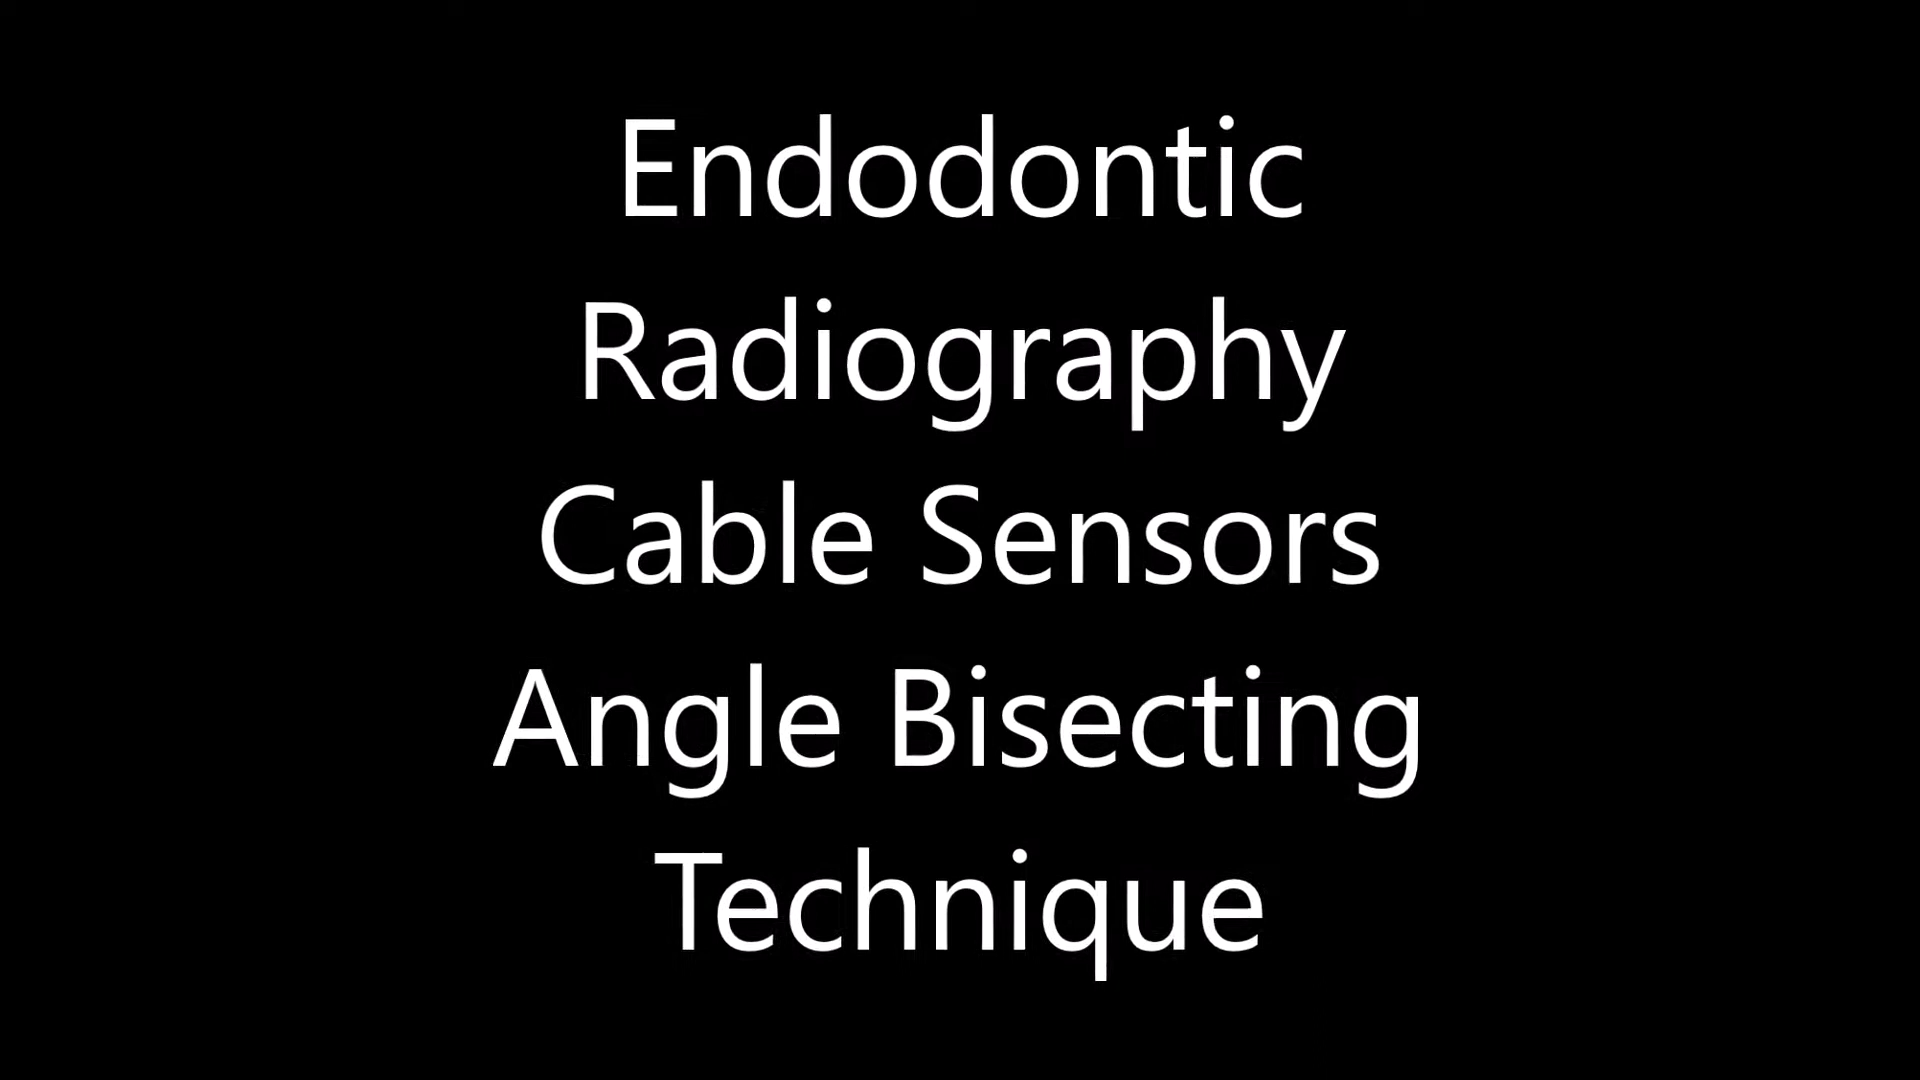 Endodontic
Radiography
Cable Sensors
Angle Bisecting
Technique